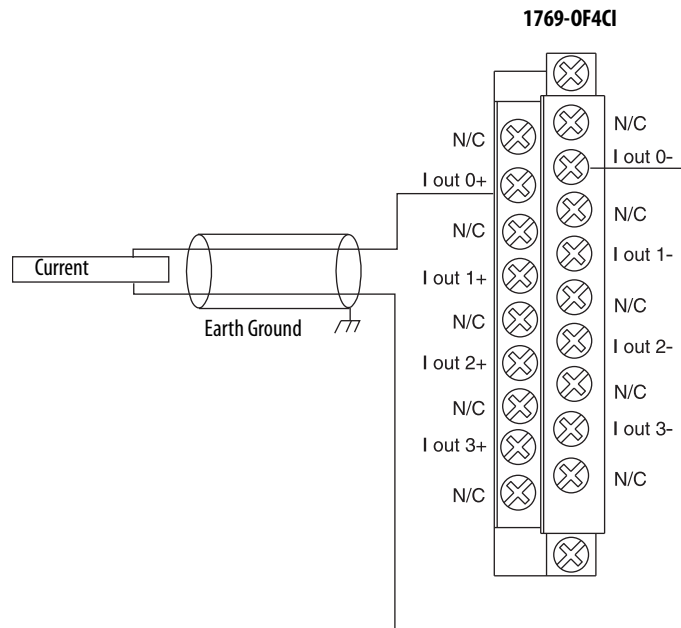 1769-OF4CI
N/C
I out 0+
N/C
I out 1+
N/C
I out 2+
N/C
I out 3+
N/C
N/C
I out 0-
N/C
I out 1-
N/C
I out 2-
N/C
I out 3-
N/C
Current
Earth Ground